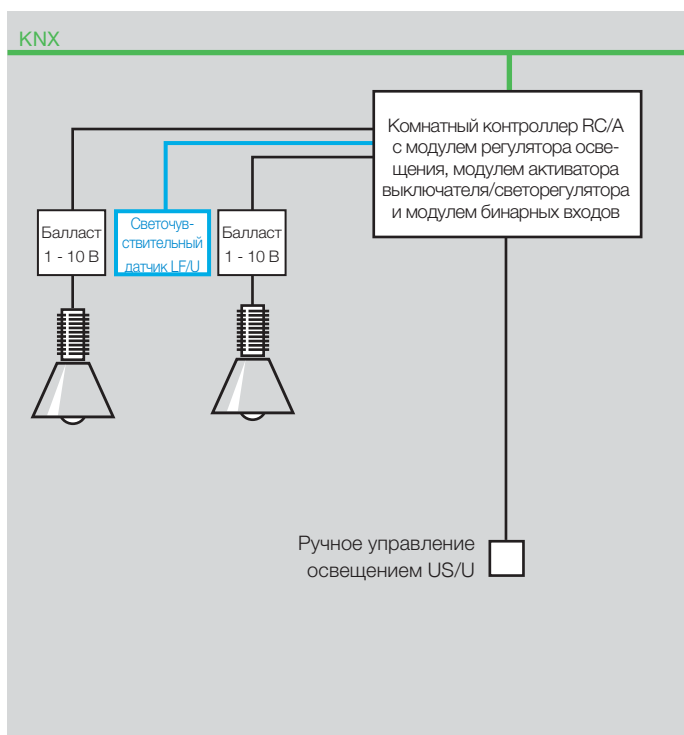 KNX
Комнатный контроллер RC/A
с модулем регулятора осве-
щения, модулем активатора
выключателя/светорегулятора
и модулем бинарных входов
Балласт
1 - 10 В
Светочув-
ствительный
датчик LF/U
Балласт
1 - 10 В
Ручное управление
освещением US/U